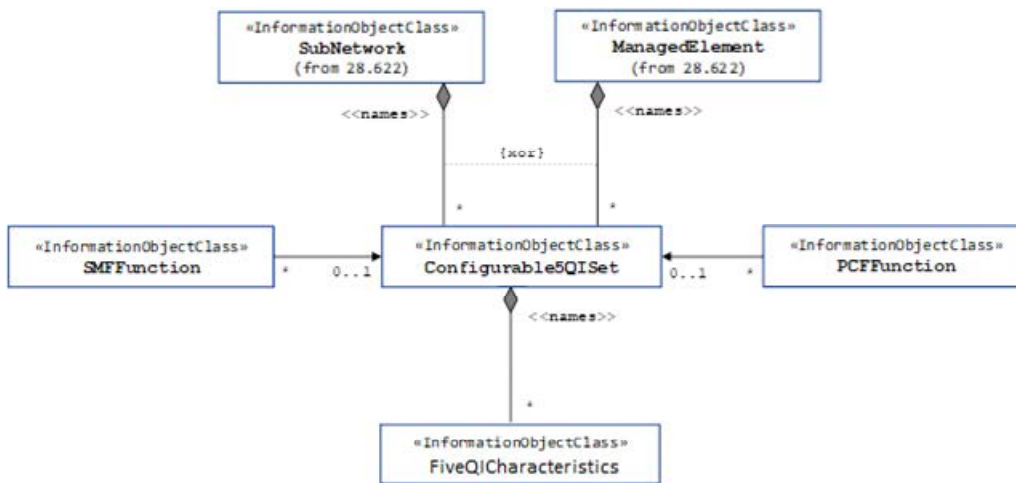 «InformationObjectClass»
SubNetwork
(from 28.622)
«InformationObjectClass»
ManagedElement
(from 28.622)
<<names>>
<<names>>
{xor}
*
*
«InformationObjectClass»
SMFFunction
*
0..1
«InformationObjectClass»
Configurable5QISet
0..1
*
«InformationObjectClass»
PCFFunction
<<names>>
*
«InformationObjectClass»
FiveQICharacteristics